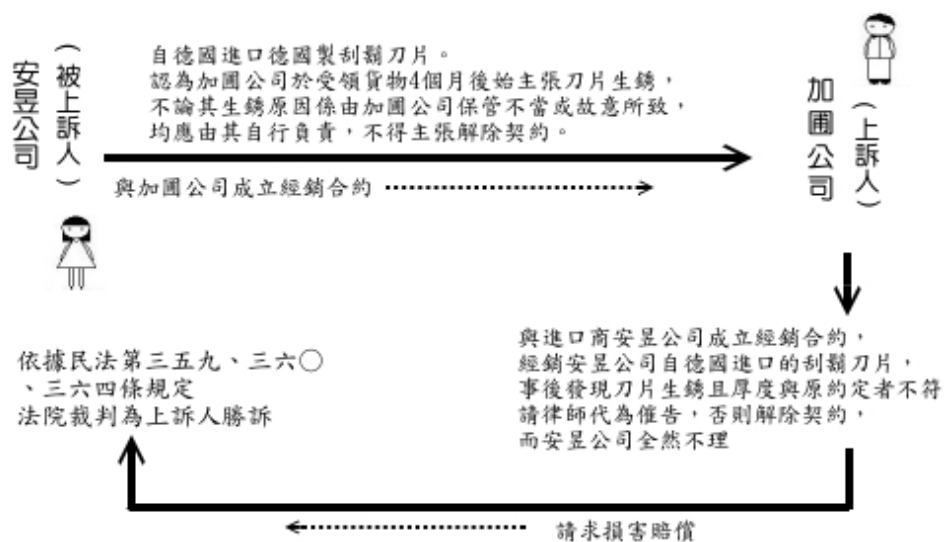 安昱公司
（被上訴人）
自德國進口德國製刮鬍刀片。
認為加圃公司於受領貨物4個月後始主張刀片生銹，
不論其生銹原因係由加圃公司保管不當或故意所致，
均應由其自行負責，不得主張解除契約。
與加圃公司成立經銷合約
加圃公司
（上訴人）
與進口商安昱公司成立經銷合約，
經銷安昱公司自德國進口的刮鬍刀片，
事後發現刀片生銹且厚度與原約定者不符
請律師代為催告，否則解除契約，
而安昱公司全然不理
請求損害賠償
依據民法第三五九、三六○
、三六四條規定
法院裁判為上訴人勝訴